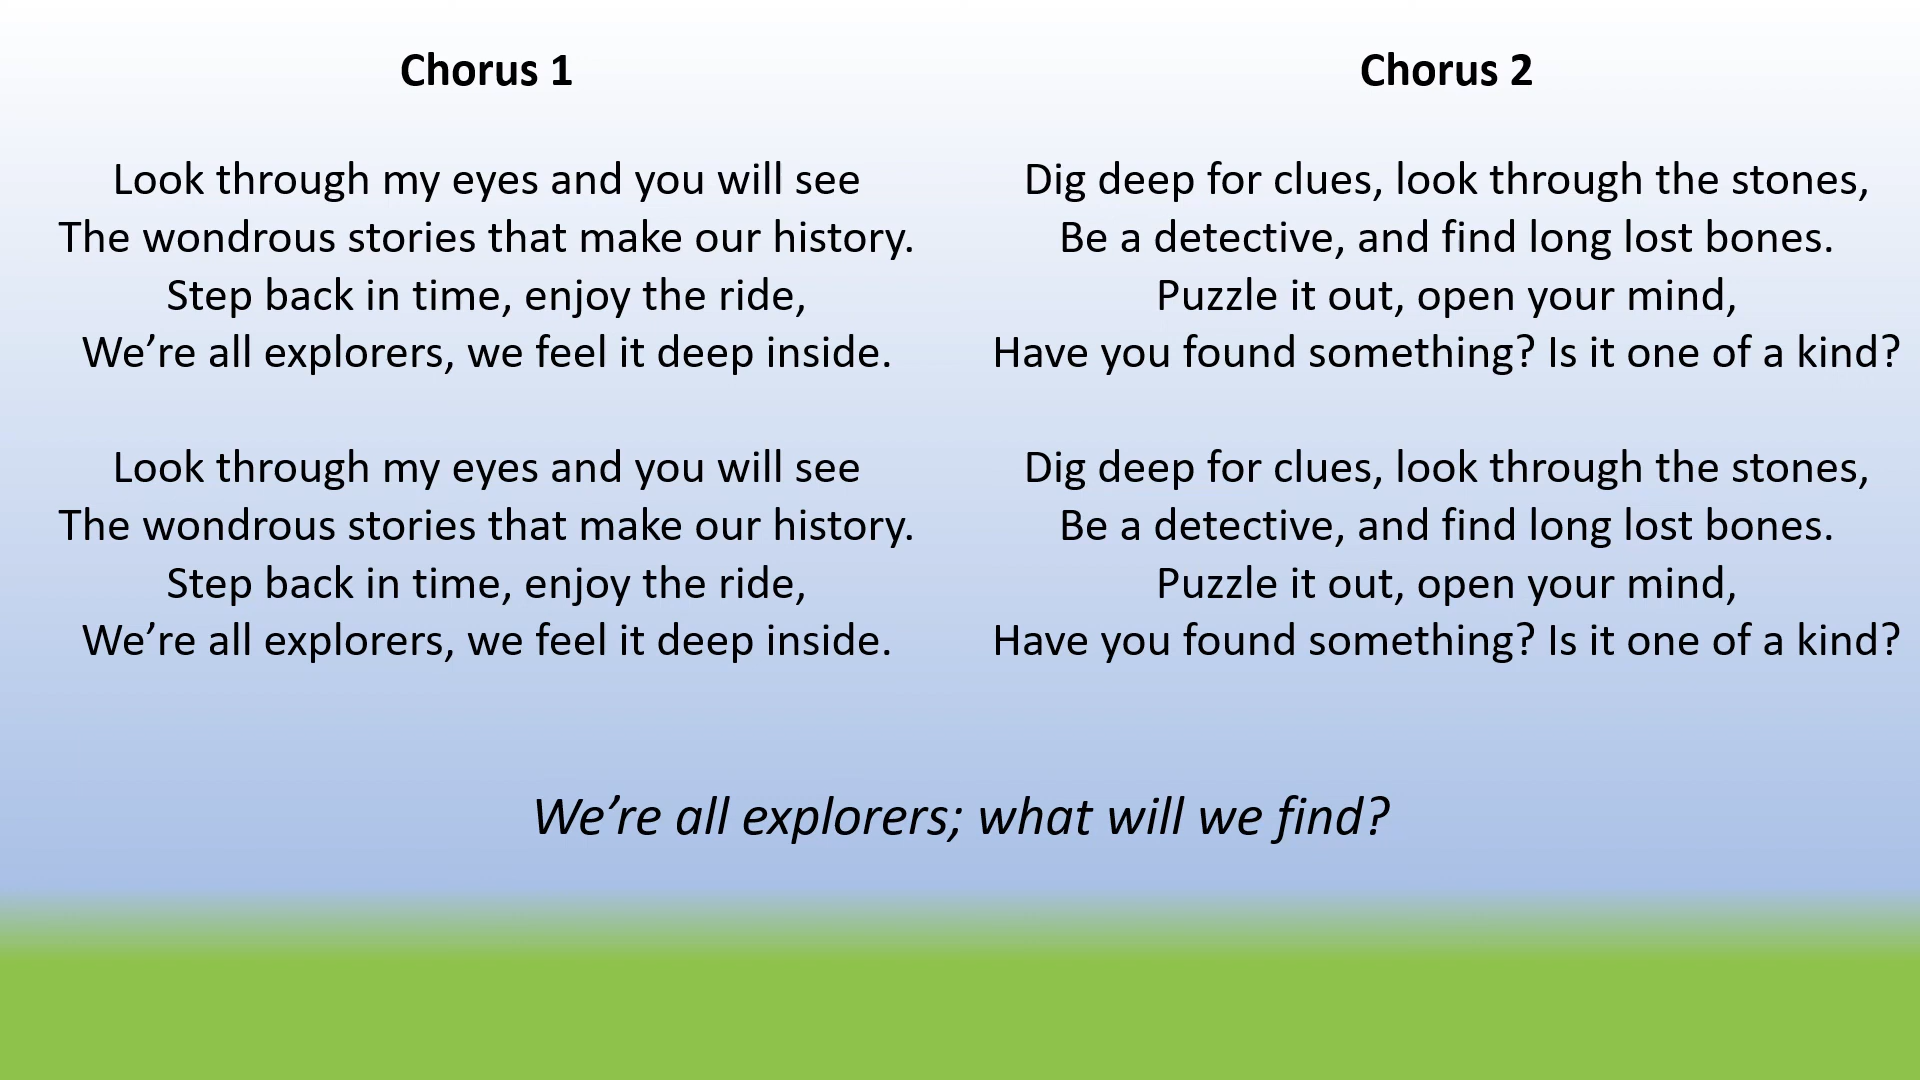 Chorus 1
Look through my eyes and you will see
The wondrous stories that make our history.
Step back in time, enjoy the ride,
We’re all explorers, we feel it deep inside.
Look through my eyes and you will see
The wondrous stories that make our history.
Step back in time, enjoy the ride,
We’re all explorers, we feel it deep inside.
Chorus 2
Dig deep for clues, look through the stones,
Be a detective, and find long lost bones.
Puzzle it out, open your mind,
Have you found something? Is it one of a kind?
Dig deep for clues, look through the stones,
Be a detective, and find long lost bones.
Puzzle it out, open your mind,
Have you found something? Is it one of a kind?
We’re all explorers; what will we find?